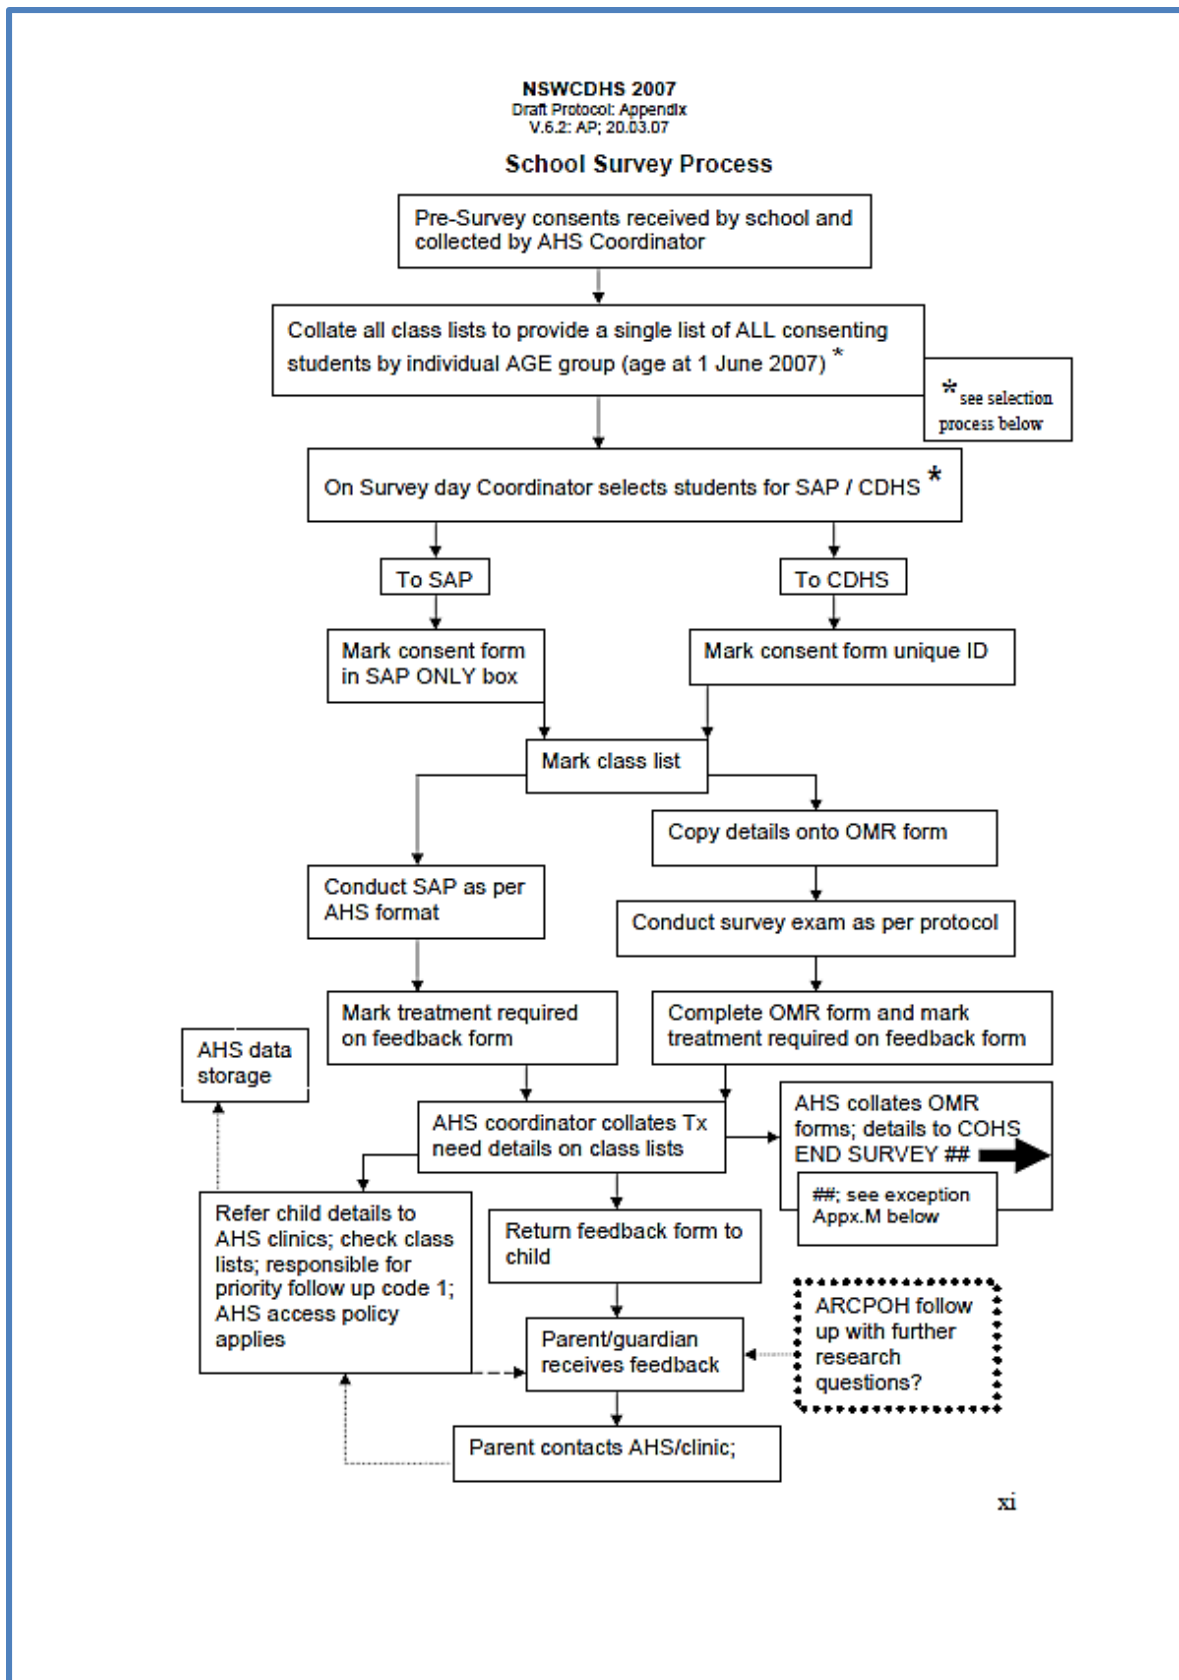 NSWCDHS 2007
Draft Protocol: Appendix
V.6.2: AP; 20.03.07
School Survey Process
Pre-Survey consents received by school and
collected by AHS Coordinator
Collate all class lists to provide a single list of ALL consenting
students by individual AGE group (age at 1 June 2007) *
* see selection
process below
On Survey day Coordinator selects students for SAP / CDHS *
To SAP
To CDHS
Mark consent form
in SAP ONLY box
Mark consent form unique ID
Mark class list
Copy details onto OMR form
Conduct SAP as per
AHS format
Conduct survey exam as per protocol
Mark treatment required
on feedback form
Complete OMR form and mark
treatment required on feedback form
AHS data
storage
AHS coordinator collates Tx
need details on class lists
AHS collates OMR
forms; details to COHS
END SURVEY ##
##; see exception
Appx.M below
Refer child details to
AHS clinics; check class
lists; responsible for
priority follow up code 1;
AHS access policy
applies
Return feedback form to
child
Parent/guardian
receives feedback
ARCPOH follow
up with further
research
questions?
Parent contacts AHS/clinic;
xi